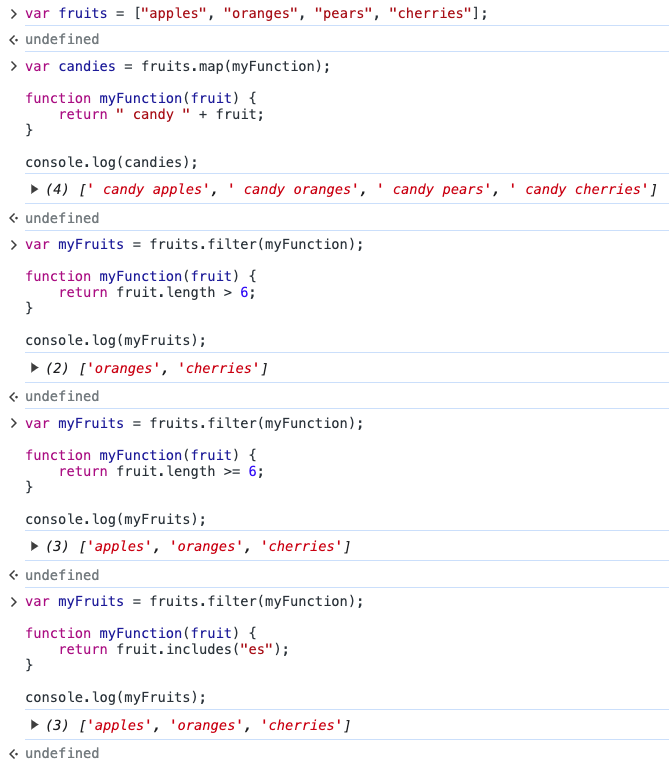 var fruits = ["apples", "oranges", "pears", "cherries"];
undefined
var candies = fruits.map(myFunction);
function myFunction(fruit) {
return " candy " + fruit;
}
console.log(candies);
(4) [' candy apples', ' candy oranges', ' candy pears', ' candy cherries']
undefined
var myFruits = fruits.filter(myFunction);
function myFunction(fruit) {
return fruit.length > 6;
}
console.log(myFruits);
(2) ['oranges', 'cherries']
undefined
var myFruits = fruits.filter(myFunction);
function myFunction(fruit) {
return fruit.length >= 6;
}
console.log(myFruits);
(3) ['apples', 'oranges', 'cherries']
undefined
var myFruits = fruits.filter(myFunction);
function myFunction(fruit) {
return fruit.includes("es");
}
console.log(myFruits);
(3) ['apples', 'oranges', 'cherries']
undefined